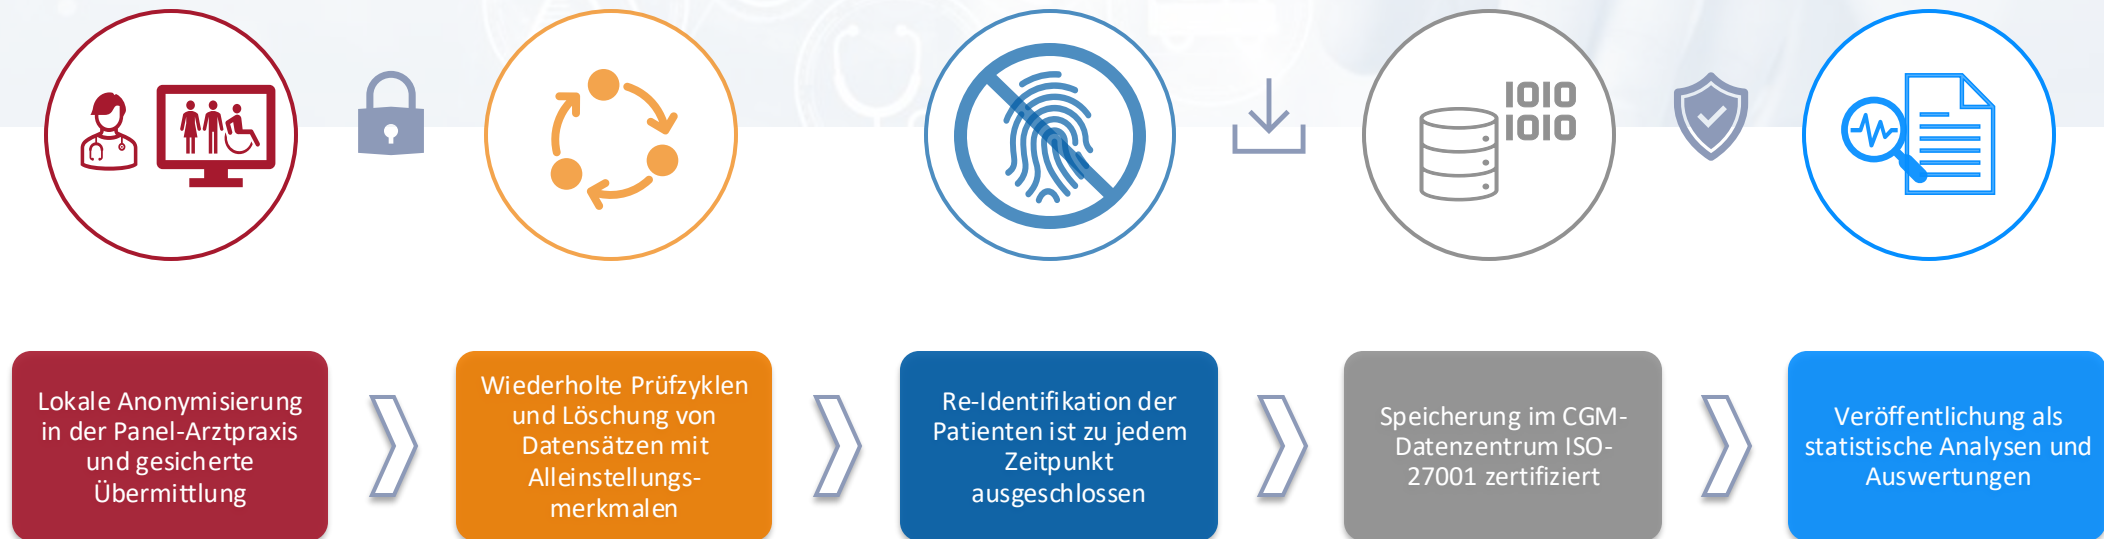 IOIO
IOIO
Lokale Anonymisierung
in der Panel-Arztpraxis
und gesicherte
Übermittlung
Wiederholte Prüfzyklen
und Löschung von
Datensätzen mit
Alleinstellungs-
merkmalen
Re-Identifikation der
Patienten ist zu jedem
Zeitpunkt
ausgeschlossen
Speicherung im CGM-
Datenzentrum ISO-
27001 zertifiziert
Veröffentlichung als
statistische Analysen und
Auswertungen